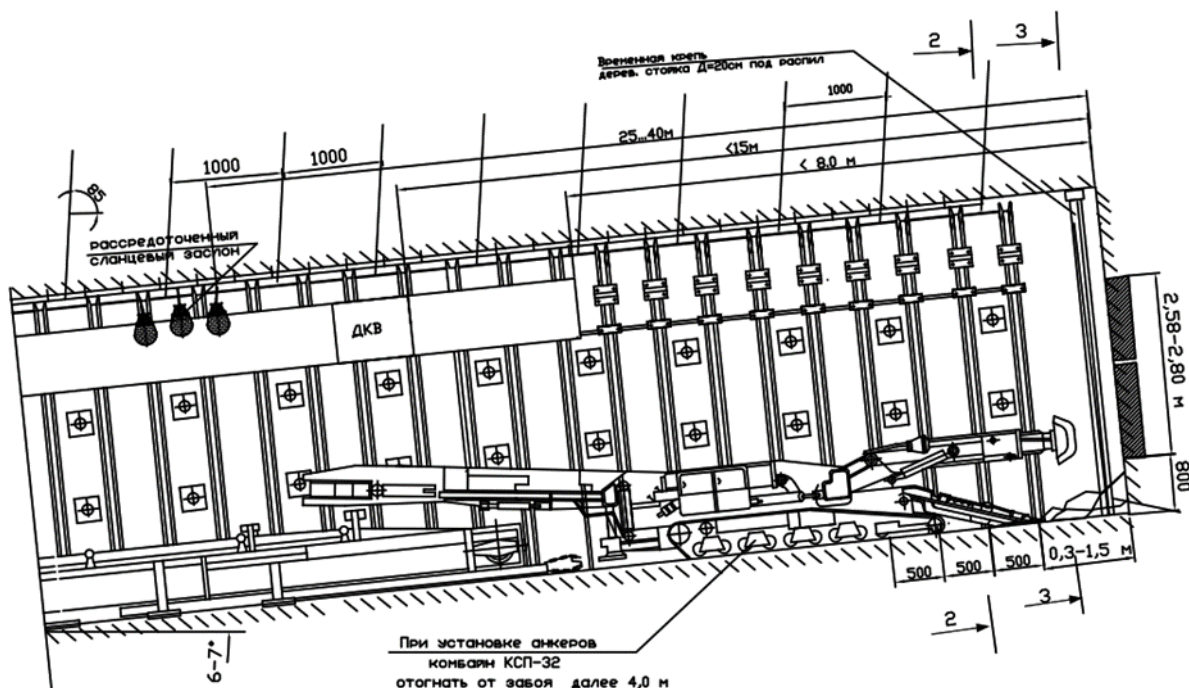 2
3
Временная крепь
дерев. стойка Д=20см под распил
1000
25...40м
<15м
< 8.0 м
1000
1000
85
рассредоточенный
сланцевый заслон
ДКВ
2,58-2,80 м
800
500
500
500
0,3-1,5 м
2
3
6-7°
При установке анкеров
комбайн КСП-32
отогнать от забоя далее 4,0 м